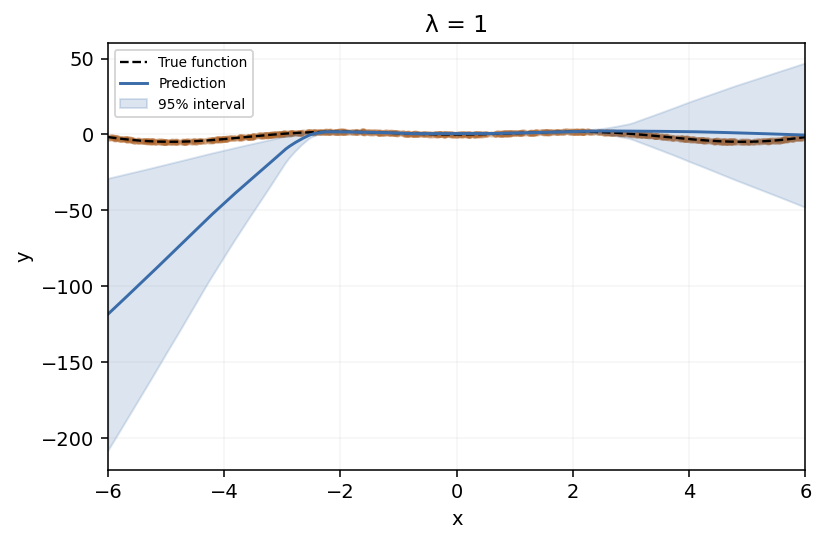 λ = 1
True function
Prediction
95% interval
50
0
−50
−100
−150
−200
y
−6
−4
−2
0
2
4
6
x